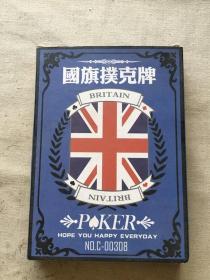 國旗撲克牌
BRITAIN
BRITAIN
POKER
HOPE YOU HAPPY EVERYDAY
NO.C-00308